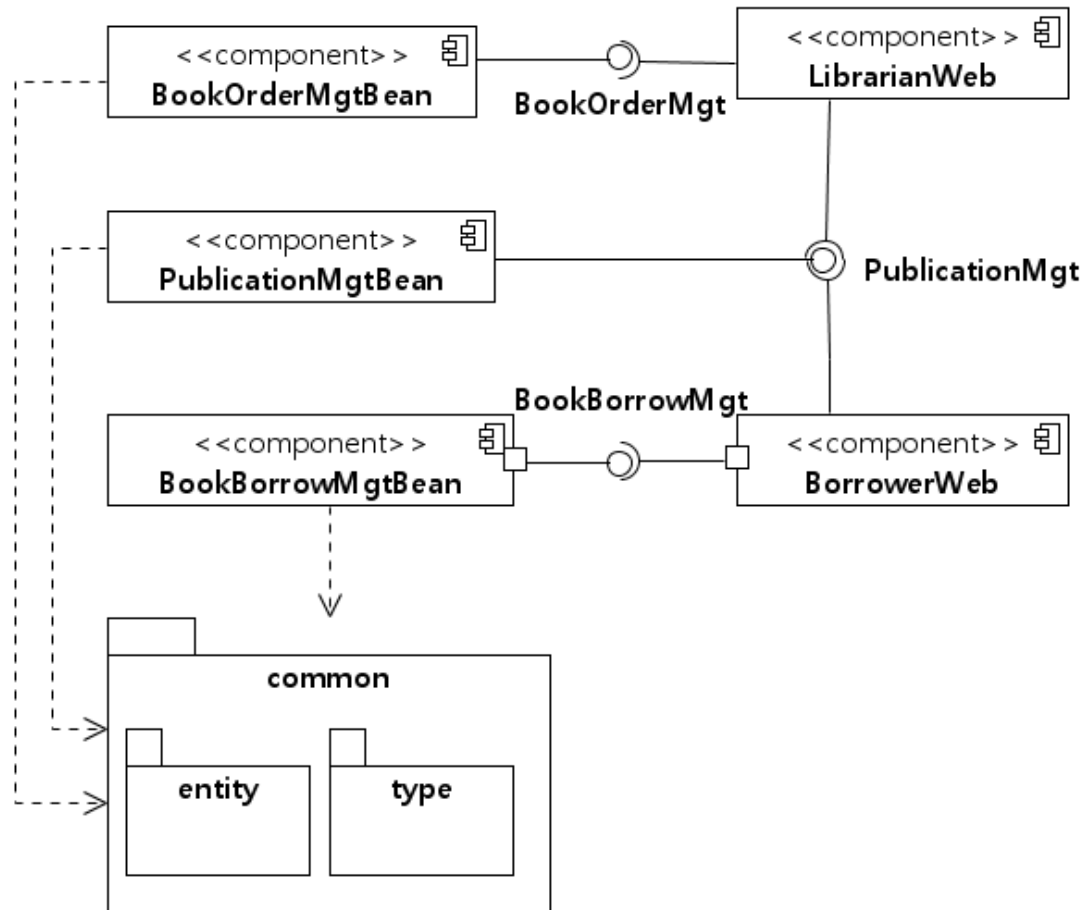 <<component>>
BookOrderMgtBean
BookOrderMgt
<<component>>
LibrarianWeb
<<component>>
PublicationMgtBean
PublicationMgt
<<component>>
BookBorrowMgtBean
BookBorrowMgt
<<component>>
BorrowerWeb
common
entity
type